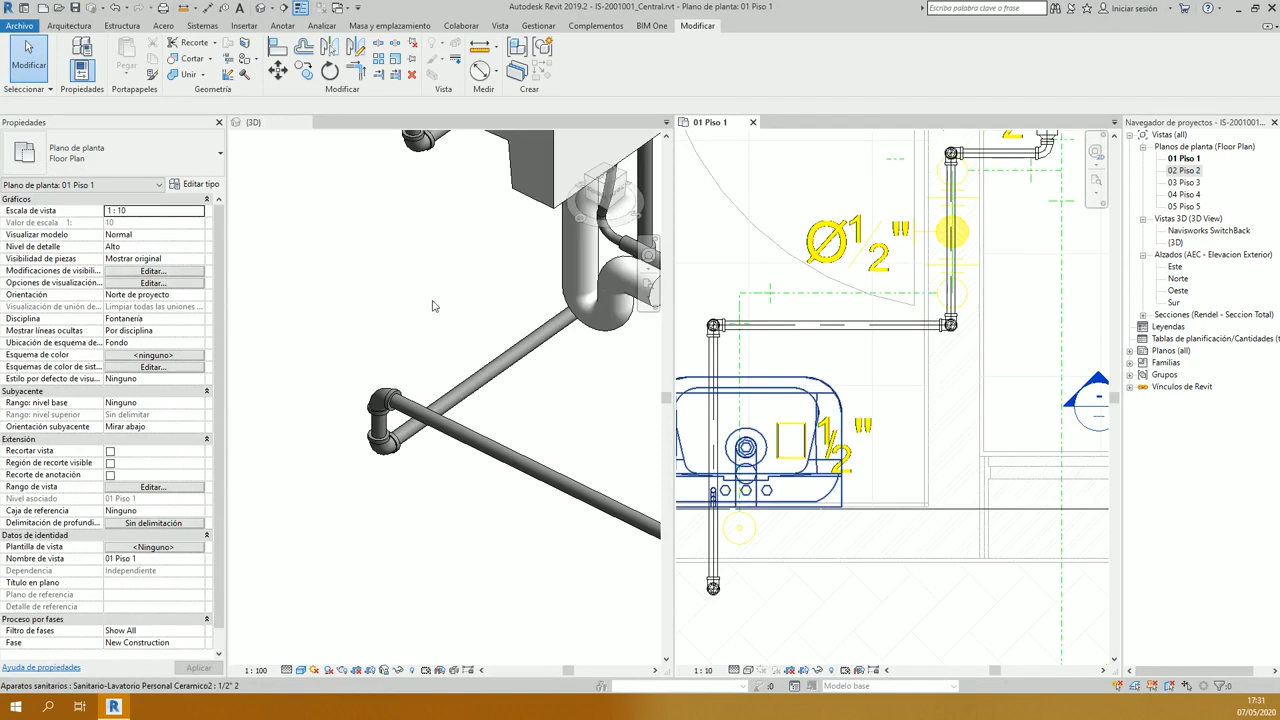 Autodesk Revit 2019.2 - IS-2001001_Central.rvt - Plano de planta: 01 Piso 1
Escriba palabra clave o frase
Iniciar sesión
Archivo Arquitectura Estructura Acero Sistemas Insertar Anotar Analizar Masa y emplazamiento Colaborar Vista Gestionar Complementos BIM One Modificar
Modificar
Pegar
Recorte
Cortar
Unir
Seleccionar Propiedades Portapapeles Geometría Modificar Vista Medir Crear
Propiedades
Plano de planta
Floor Plan
Plano de planta: 01 Piso 1
Editar tipo
Gráficos
Escala de vista 1 : 10
Valor de escala 1: 10
Visualizar modelo Normal
Nivel de detalle Alto
Visibilidad de piezas Mostrar original
Modificaciones de visibili... Editar...
Opciones de visualización... Editar...
Orientación Norte de proyecto
Visualización de unión de... Limpiar todas las uniones ...
Disciplina Fontanería
Mostrar líneas ocultas Por disciplina
Ubicación de esquema de ... Fondo
Esquema de color <ninguno>
Esquemas de color de sist... Editar...
Estilo por defecto de visu... Ninguno
Subyacente
Rango: nivel base Ninguno
Rango: nivel superior Sin delimitar
Orientación subyacente Mirar abajo
Extensión
Recortar vista
Región de recorte visible
Recorte de anotación
Rango de vista Editar...
Nivel asociado 01 Piso 1
Caja de referencia Ninguno
Delimitación de profundi... Sin delimitación
Datos de identidad
Plantilla de vista <Ninguno>
Nombre de vista 01 Piso 1
Dependencia Independiente
Título en plano
Plano de referencia
Detalle de referencia
Proceso por fases
Filtro de fases Show All
Fase New Construction
Ayuda de propiedades
Aplicar
{3D}
1 : 100
01 Piso 1
2
Ø1/2"
1/2"
1 : 10
Navegador de proyectos - IS-2001001...
Vistas (all)
Planos de planta (Floor Plan)
01 Piso 1
02 Piso 2
03 Piso 3
04 Piso 4
05 Piso 5
Vistas 3D (3D View)
Navisworks SwitchBack
{3D}
Alzados (AEC - Elevacion Exterior)
Este
Norte
Oeste
Sur
Secciones (Rendel - Seccion Total)
Leyendas
Tablas de planificación/Cantidades (t
Planos (all)
Familias
Grupos
Vínculos de Revit
Aparatos sanitarios : Sanitario-Lavatorio Personal Ceramico2 : 1/2" 2
:0
Modelo base
:0
17:31
07/05/2020